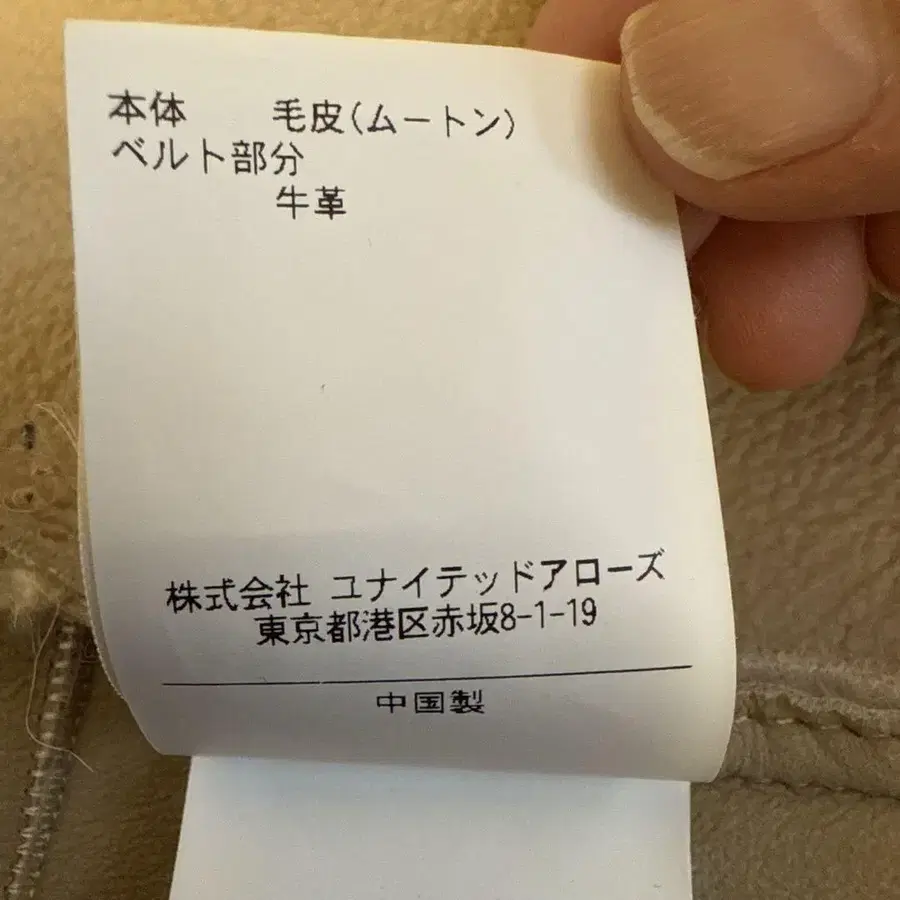 本体　　毛皮(ムートン)
ベルト部分
牛革
株式会社 ユナイテッドアローズ
東京都港区赤坂8-1-19
中国製